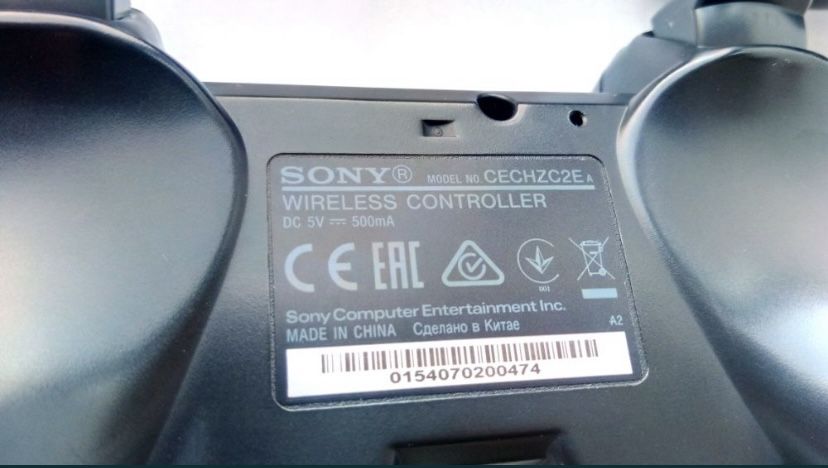 SONY® MODEL NO. CECHZC2E A
WIRELESS CONTROLLER
DC 5V ⎓ 500mA
CE EAC
001
Sony Computer Entertainment Inc.
MADE IN CHINA Сделано в Китае A2
0154070200474